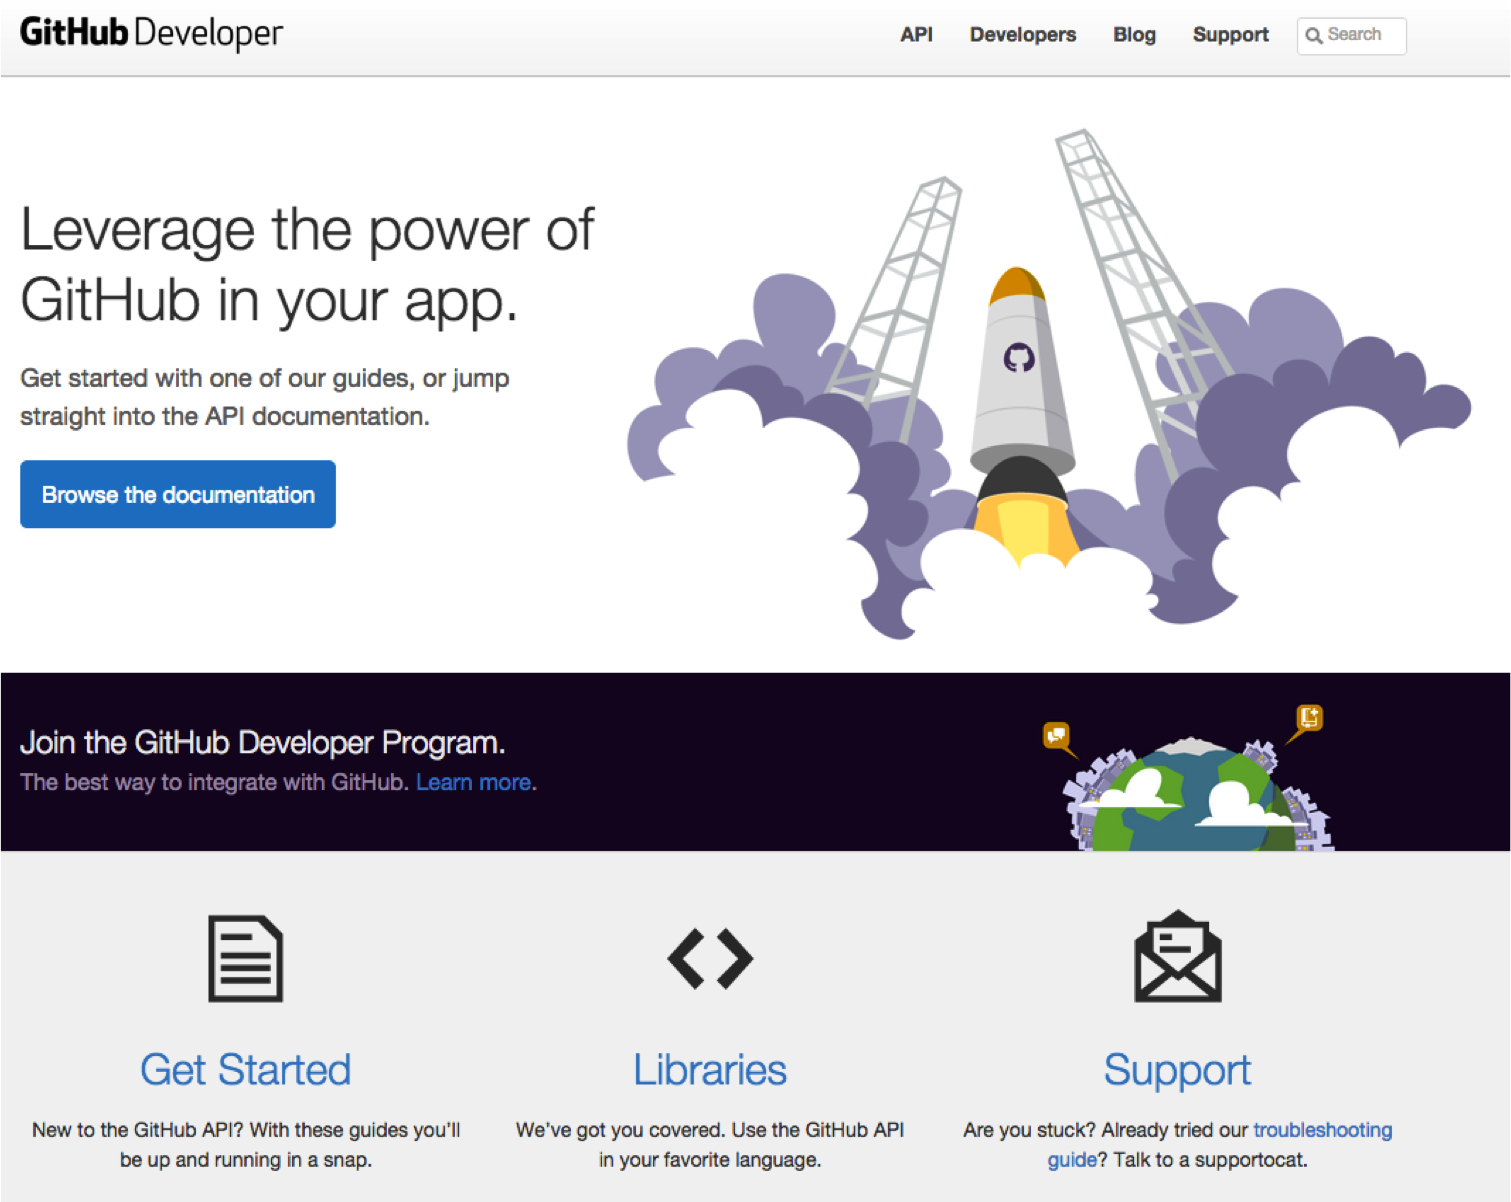 GitHub Developer
API Developers Blog Support Search
Leverage the power of
GitHub in your app.
Get started with one of our guides, or jump
straight into the API documentation.
Browse the documentation
Join the GitHub Developer Program.
The best way to integrate with GitHub. Learn more.
Get Started
New to the GitHub API? With these guides you’ll
be up and running in a snap.
Libraries
We’ve got you covered. Use the GitHub API
in your favorite language.
Support
Are you stuck? Already tried our troubleshooting
guide? Talk to a supportocat.